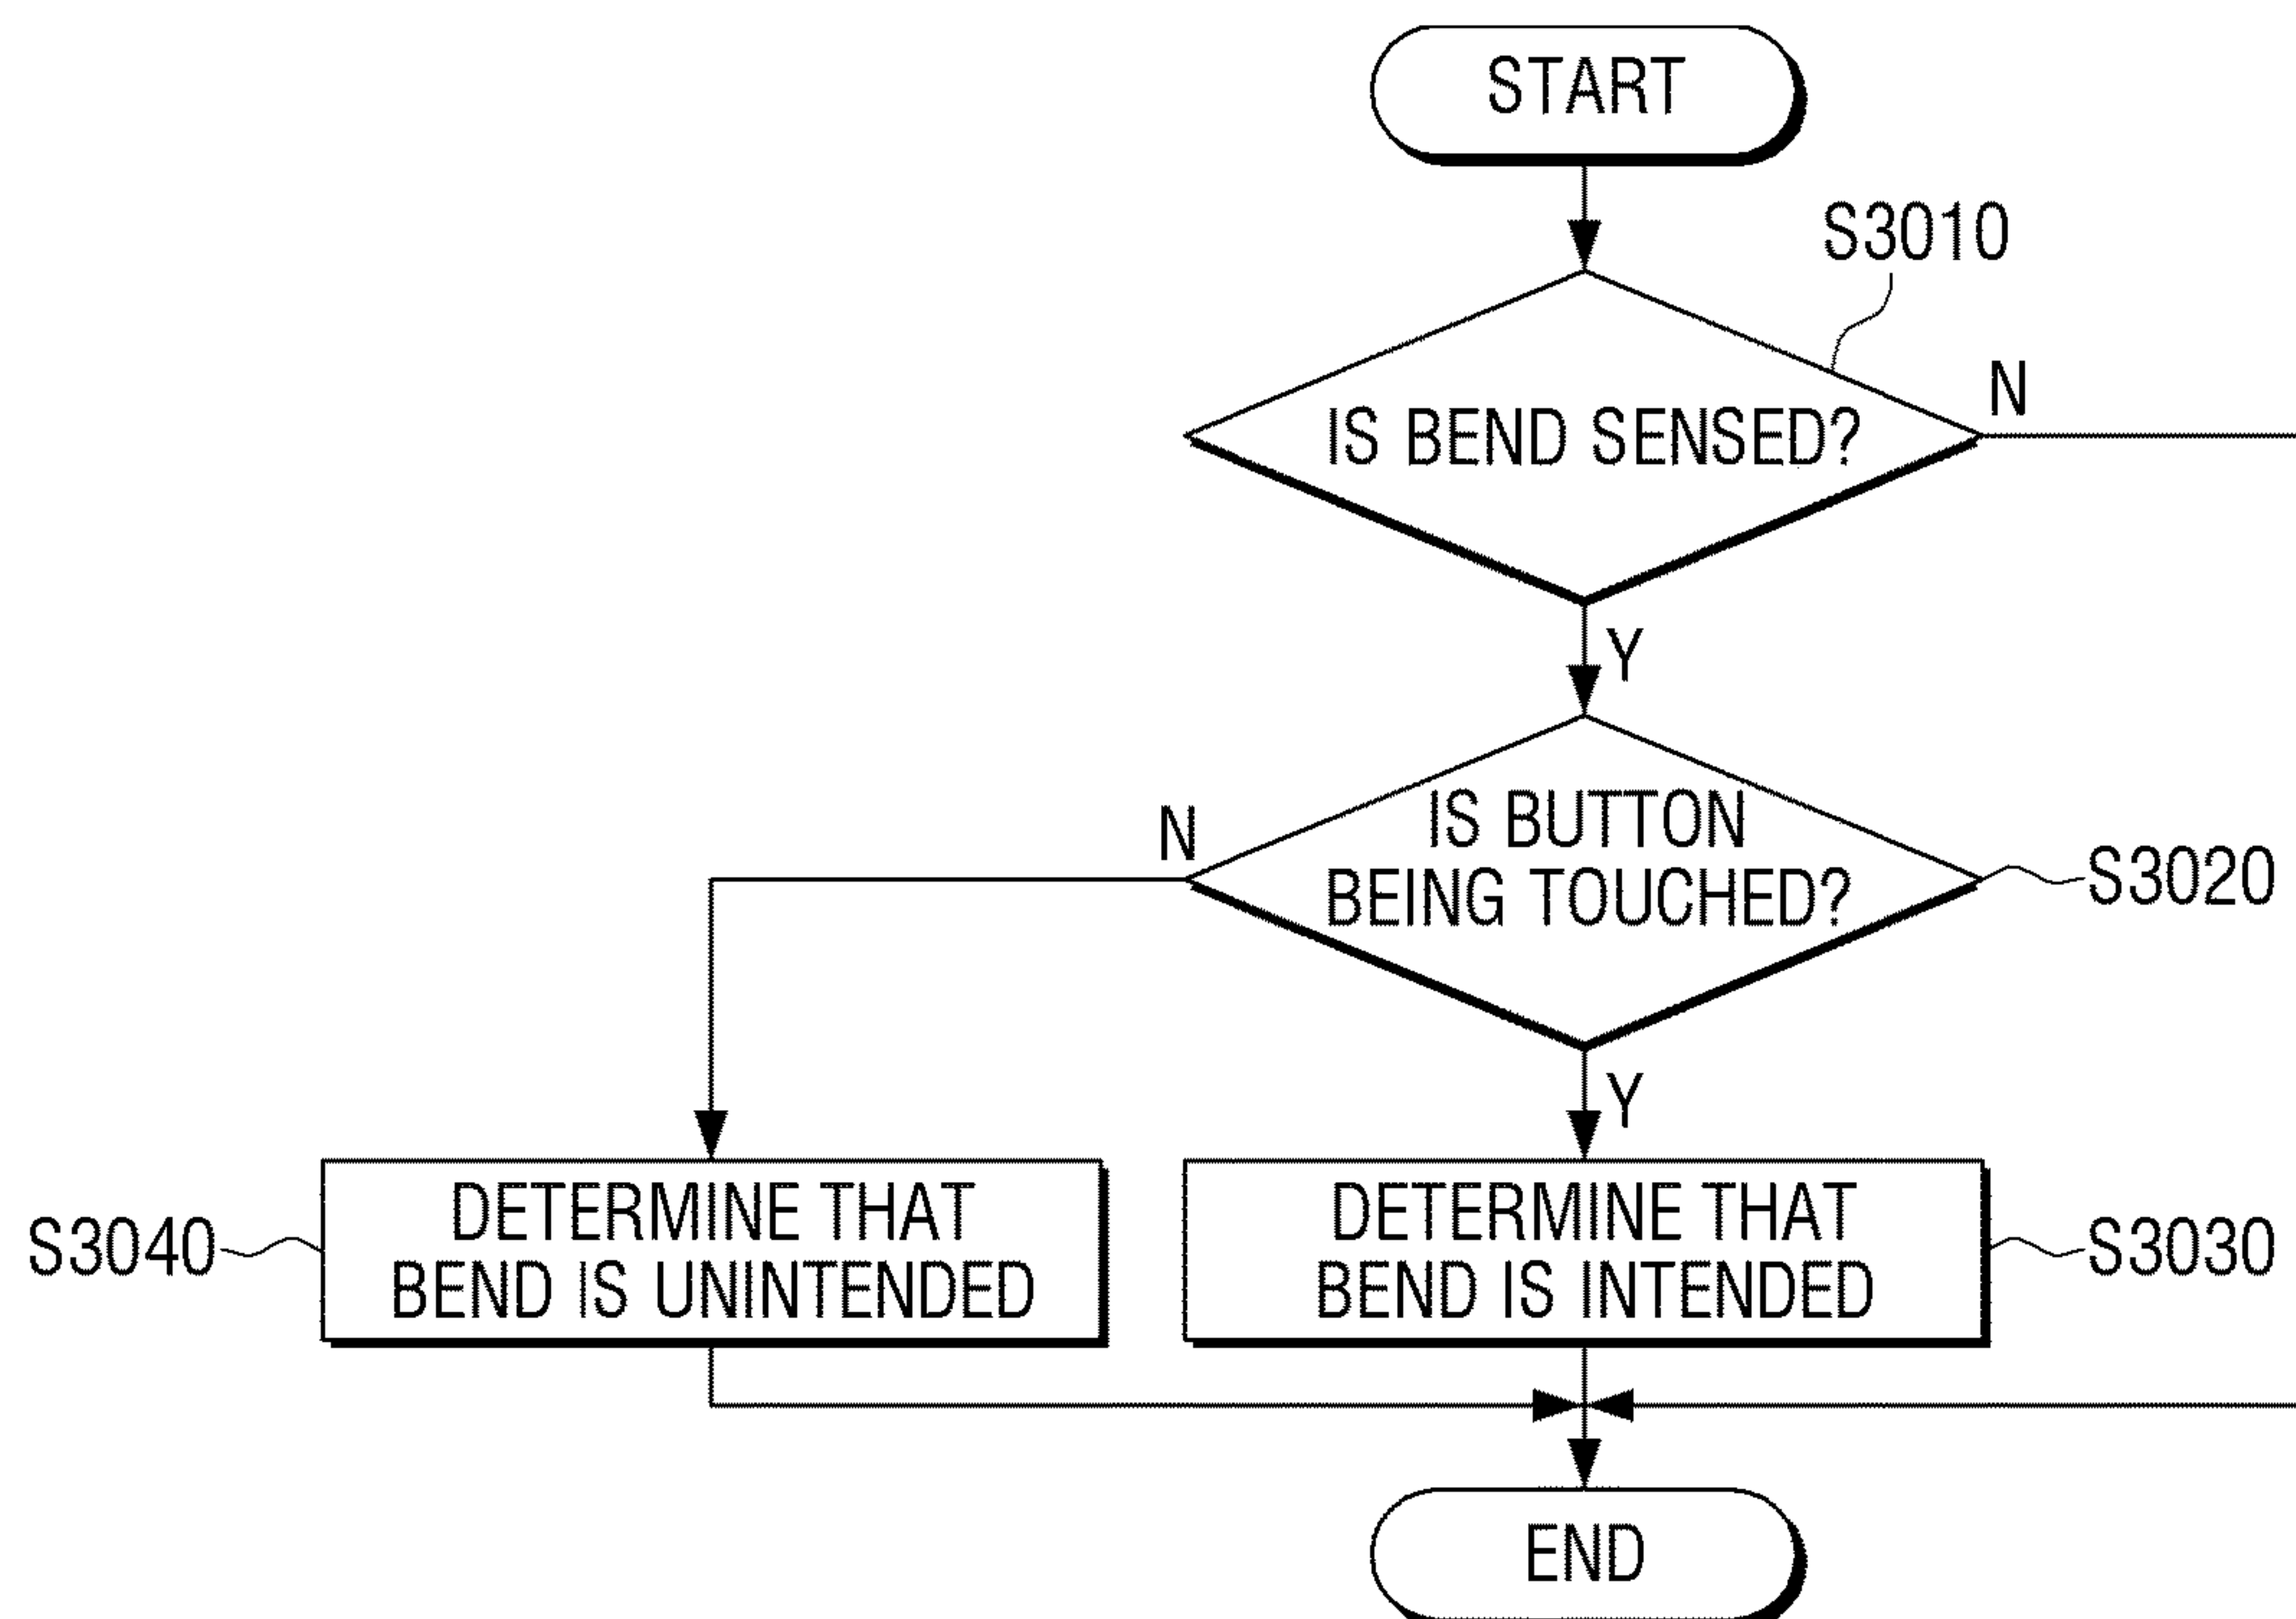 START
S3010
IS BEND SENSED?
N
Y
IS BUTTON
BEING TOUCHED?
N
S3020
Y
S3040
DETERMINE THAT
BEND IS UNINTENDED
DETERMINE THAT
BEND IS INTENDED
S3030
END